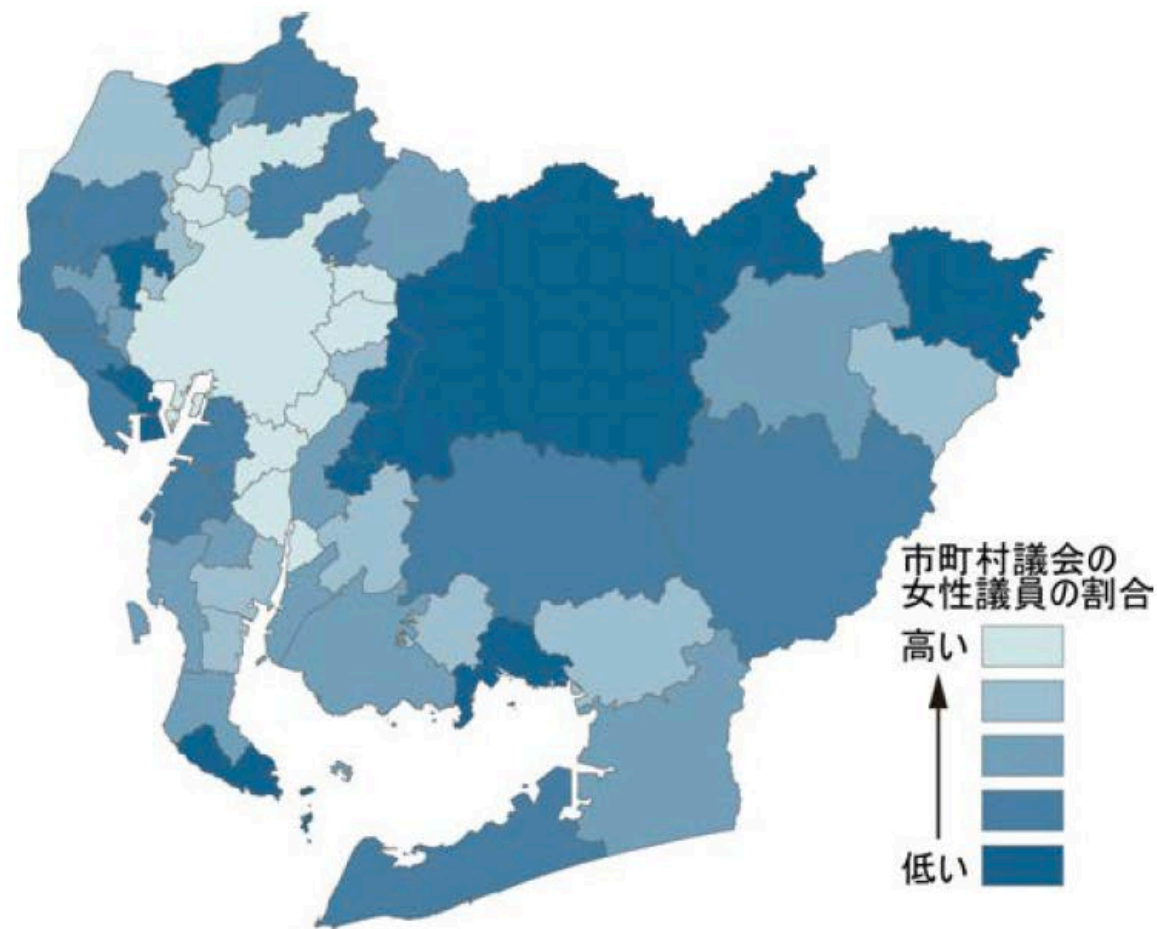 市町村議会の
女性議員の割合
高い
低い